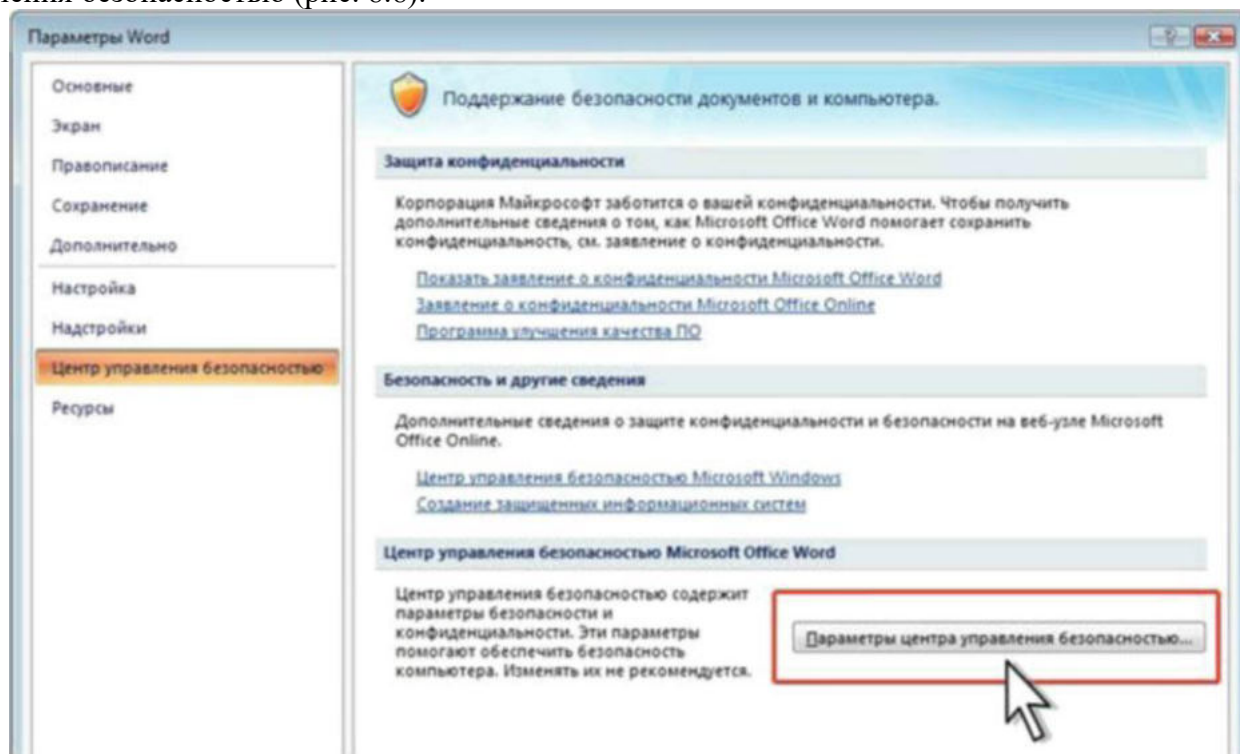 безопасностью (рис.
Параметры Word
Основные
Экран
Правописание
Сохранение
Дополнительно
Настройка
Надстройки
Центр управления безопасностью
Ресурсы
Поддержание безопасности документов и компьютера.
Защита конфиденциальности
Корпорация Майкрософт заботится о вашей конфиденциальности. Чтобы получить
дополнительные сведения о том, как Microsoft Office Word помогает сохранить
конфиденциальность, см. заявление о конфиденциальности.
Показать заявление о конфиденциальности Microsoft Office Word
Заявление о конфиденциальности Microsoft Office Online
Программа улучшения качества ПО
Безопасность и другие сведения
Дополнительные сведения о защите конфиденциальности и безопасности на веб-узле Microsoft
Office Online.
Центр управления безопасностью Microsoft Windows
Создание защищенных информационных систем
Центр управления безопасностью Microsoft Office Word
Центр управления безопасностью содержит
параметры безопасности и
конфиденциальности. Эти параметры
помогают обеспечить безопасность
компьютера. Изменять их не рекомендуется.
Параметры центра управления безопасностью...